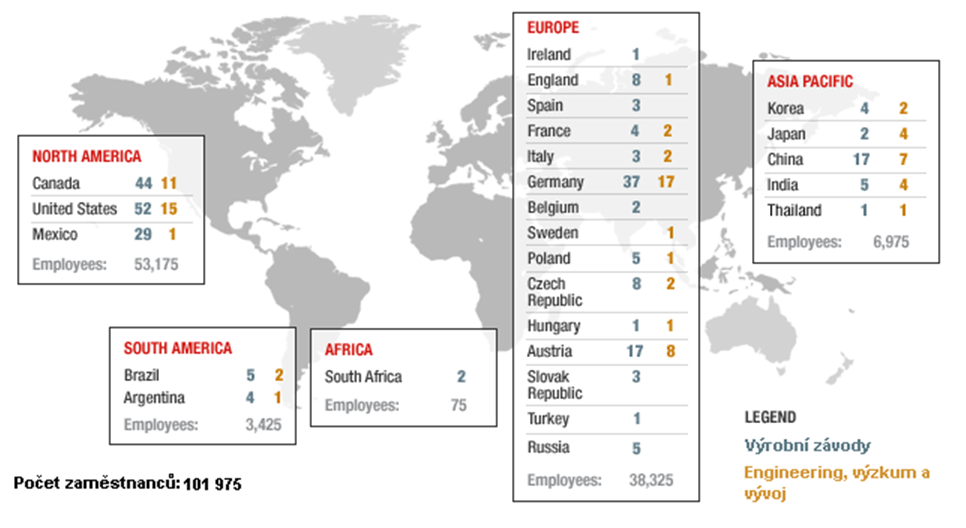 NORTH AMERICA
Canada 44 11
United States 52 15
Mexico 29 1
Employees: 53,175
SOUTH AMERICA
Brazil 5 2
Argentina 4 1
Employees: 3,425
AFRICA
South Africa 2
Employees: 75
EUROPE
Ireland 1
England 8 1
Spain 3
France 4 2
Italy 3 2
Germany 37 17
Belgium 2
Sweden 1
Poland 5 1
Czech 8 2
Republic
Hungary 1 1
Austria 17 8
Slovak 3
Republic
Turkey 1
Russia 5
Employees: 38,325
ASIA PACIFIC
Korea 4 2
Japan 2 4
China 17 7
India 5 4
Thailand 1 1
Employees: 6,975
LEGEND
Výrobní závody
Engineering, výzkum a
vývoj
Počet zaměstnanců: 101 975